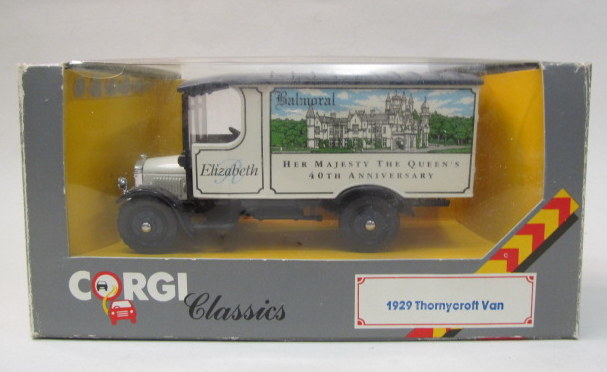 Balmoral
Elizabeth
R
HER MAJESTY THE QUEEN'S
40TH ANNIVERSARY
CORGI
Classics
1929 Thornycroft Van